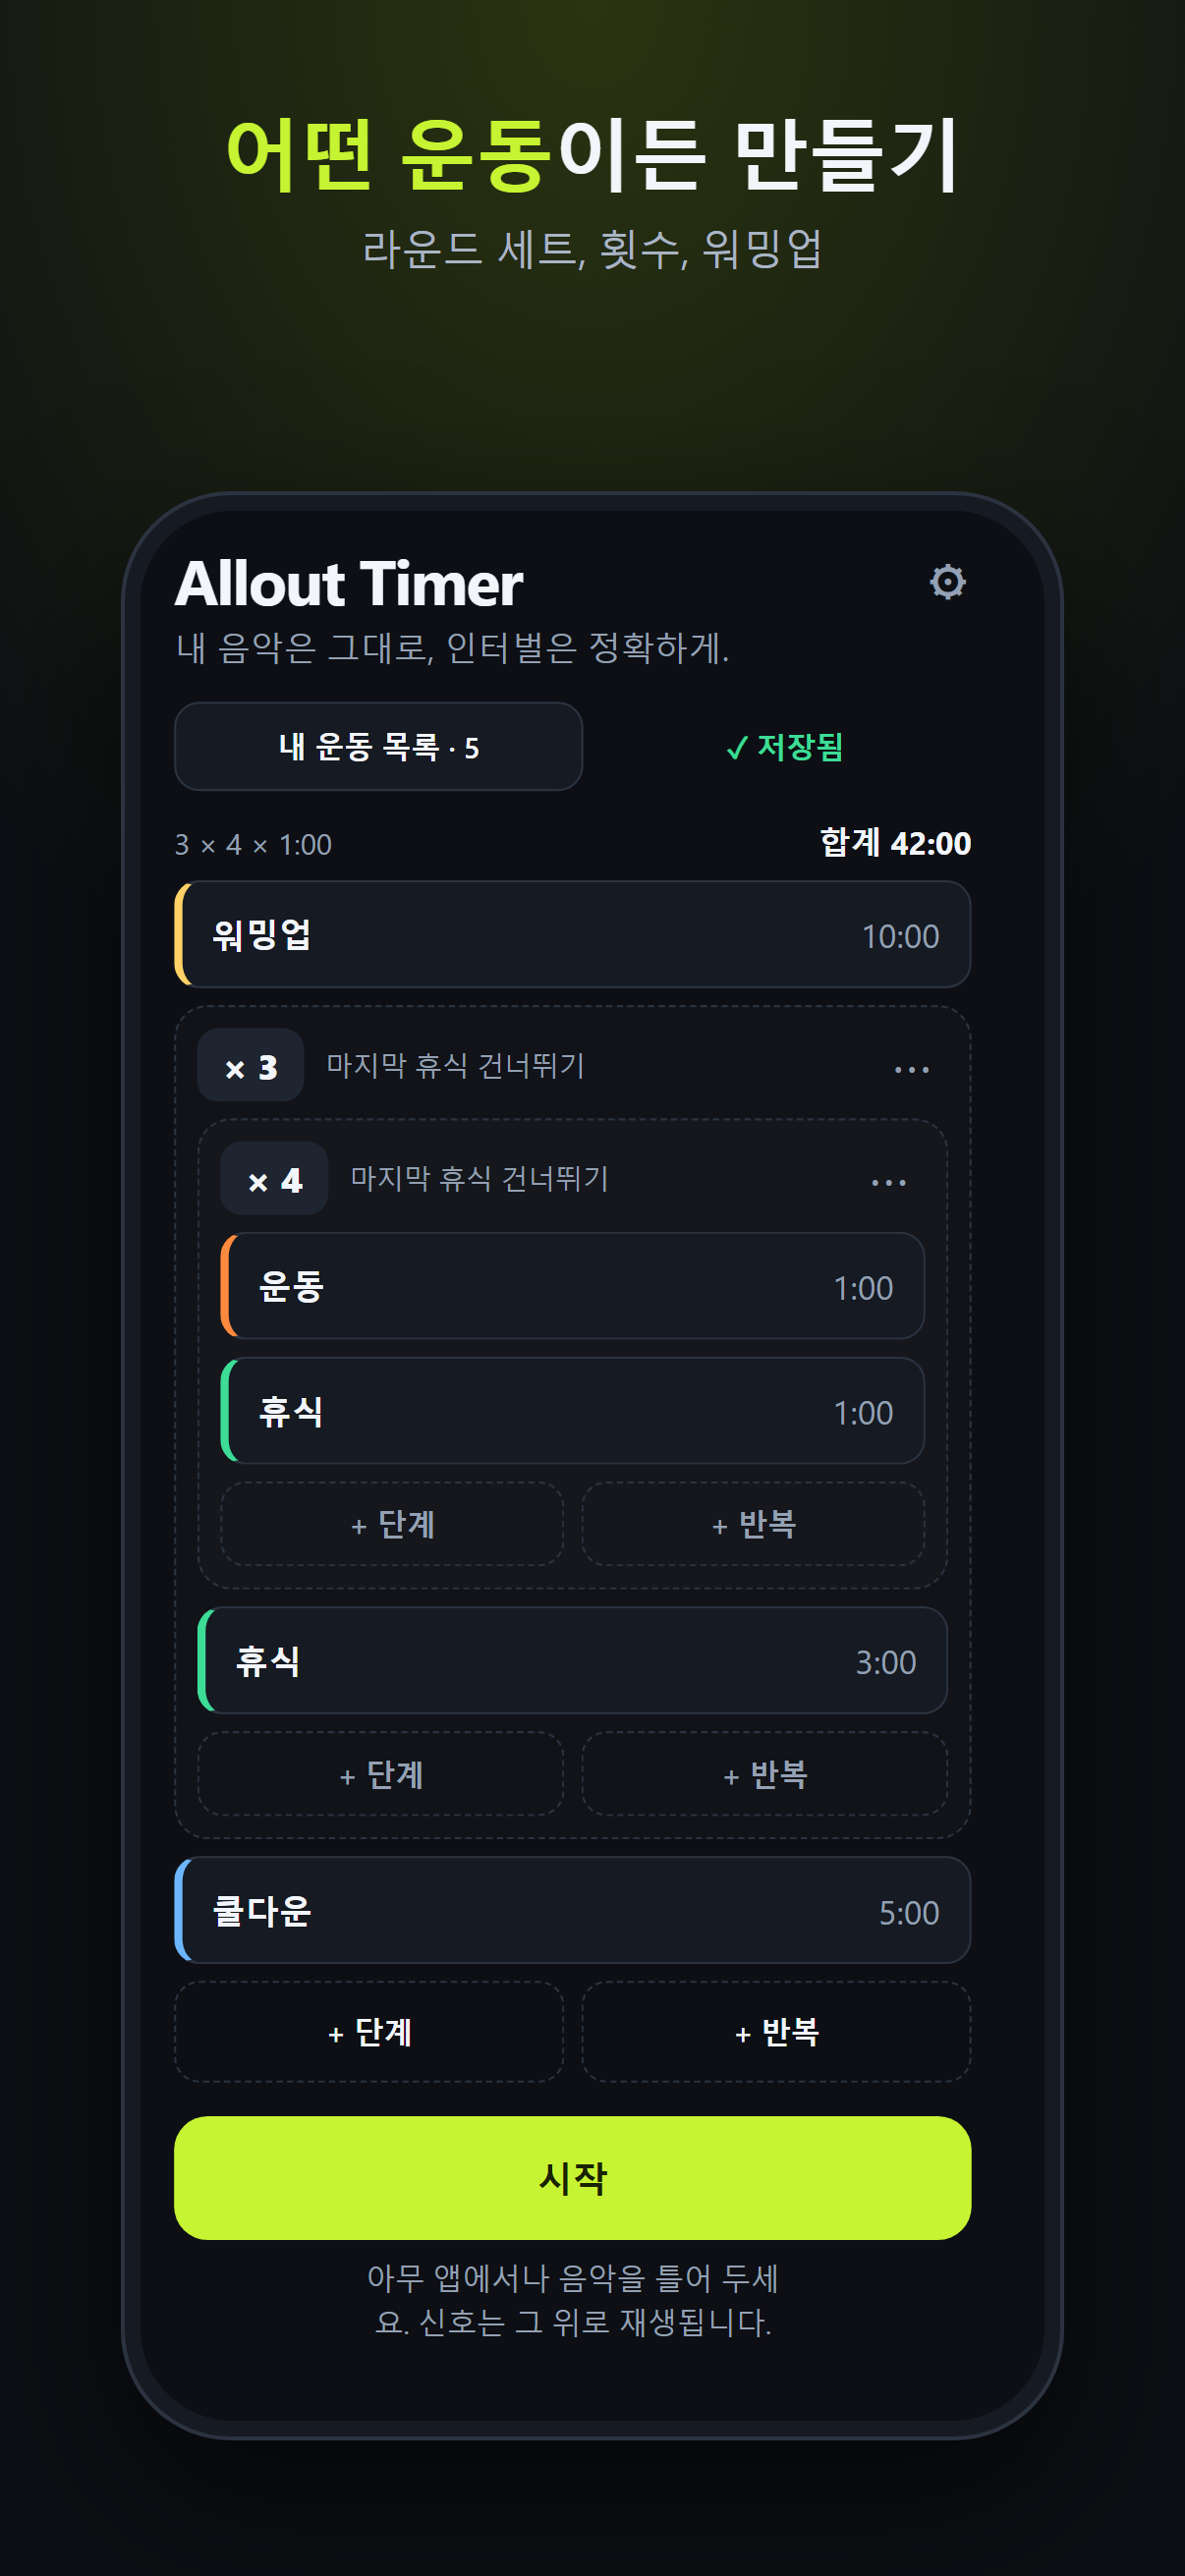 어떤 운동이든 만들기
라운드 세트, 횟수, 워밍업
Allout Timer
내 음악은 그대로, 인터벌은 정확하게.
내 운동 목록 · 5
✓ 저장됨
3 × 4 × 1:00
합계 42:00
워밍업 10:00
× 3 마지막 휴식 건너뛰기 ...
× 4 마지막 휴식 건너뛰기 ...
운동 1:00
휴식 1:00
+ 단계
+ 반복
휴식 3:00
+ 단계
+ 반복
쿨다운 5:00
+ 단계
+ 반복
시작
아무 앱에서나 음악을 틀어 두세
요. 신호는 그 위로 재생됩니다.